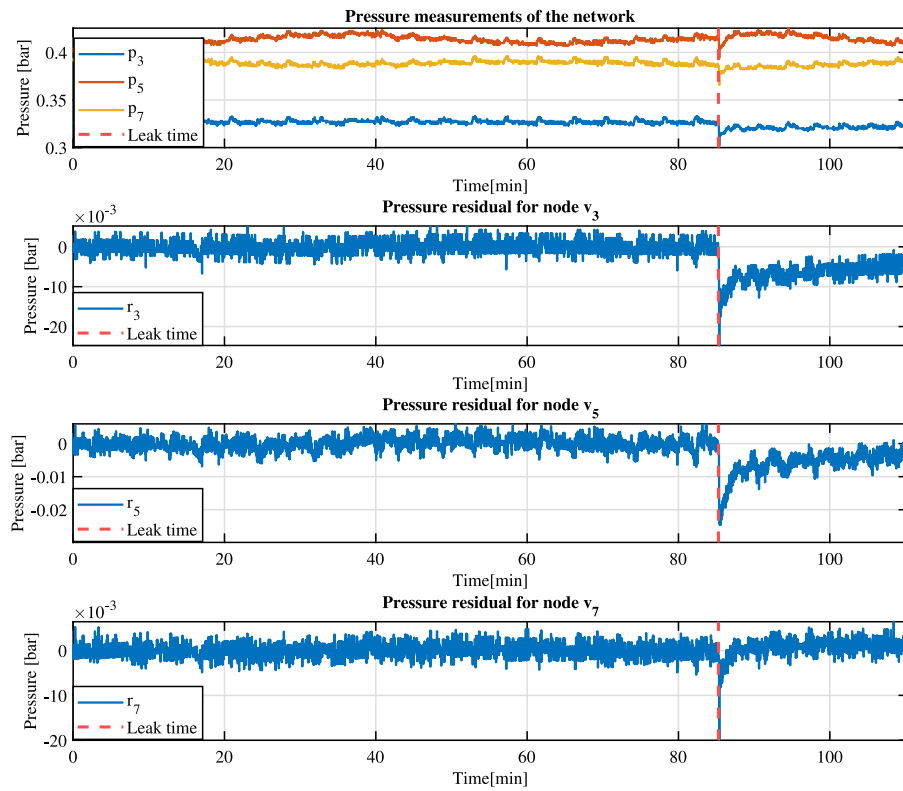 Pressure measurements of the network
Pressure [bar]
0.4
0.35
0.3
p3
p5
p7
Leak time
0 20 40 60 80 100
Time[min]
Pressure residual for node v3
×10-3
Pressure [bar]
0
-10
-20
r3
Leak time
0 20 40 60 80 100
Time[min]
Pressure residual for node v5
Pressure [bar]
0
-0.01
-0.02
r5
Leak time
0 20 40 60 80 100
Time[min]
Pressure residual for node v7
×10-3
Pressure [bar]
0
-10
-20
r7
Leak time
0 20 40 60 80 100
Time[min]